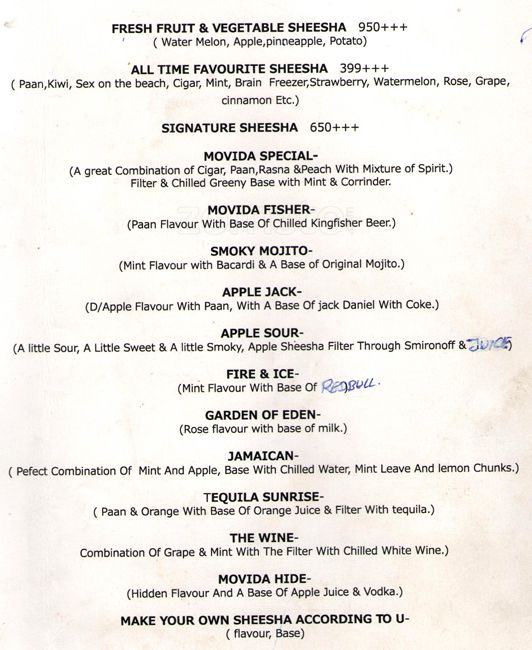 FRESH FRUIT & VEGETABLE SHEESHA 950+++
( Water Melon, Apple,pinneapple, Potato)
ALL TIME FAVOURITE SHEESHA 399+++
( Paan,Kiwi, Sex on the beach, Cigar, Mint, Brain Freezer,Strawberry, Watermelon, Rose, Grape,
cinnamon Etc.)
SIGNATURE SHEESHA 650+++
MOVIDA SPECIAL-
(A great Combination of Cigar, Paan,Rasna &Peach With Mixture of Spirit.)
Filter & Chilled Greeny Base with Mint & Corrinder.
MOVIDA FISHER-
(Paan Flavour With Base Of Chilled Kingfisher Beer.)
SMOKY MOJITO-
(Mint Flavour with Bacardi & A Base of Original Mojito.)
APPLE JACK-
(D/Apple Flavour With Paan, With A Base Of jack Daniel With Coke.)
APPLE SOUR-
(A little Sour, A Little Sweet & A little Smoky, Apple Sheesha Filter Through Smironoff & JUICE)
FIRE & ICE-
(Mint Flavour With Base Of REDBULL.
GARDEN OF EDEN-
(Rose flavour with base of milk.)
JAMAICAN-
( Pefect Combination Of Mint And Apple, Base With Chilled Water, Mint Leave And lemon Chunks.)
TEQUILA SUNRISE-
( Paan & Orange With Base Of Orange Juice & Filter With tequila.)
THE WINE-
Combination Of Grape & Mint With The Filter With Chilled White Wine.)
MOVIDA HIDE-
(Hidden Flavour And A Base Of Apple Juice & Vodka.)
MAKE YOUR OWN SHEESHA ACCORDING TO U-
( flavour, Base)